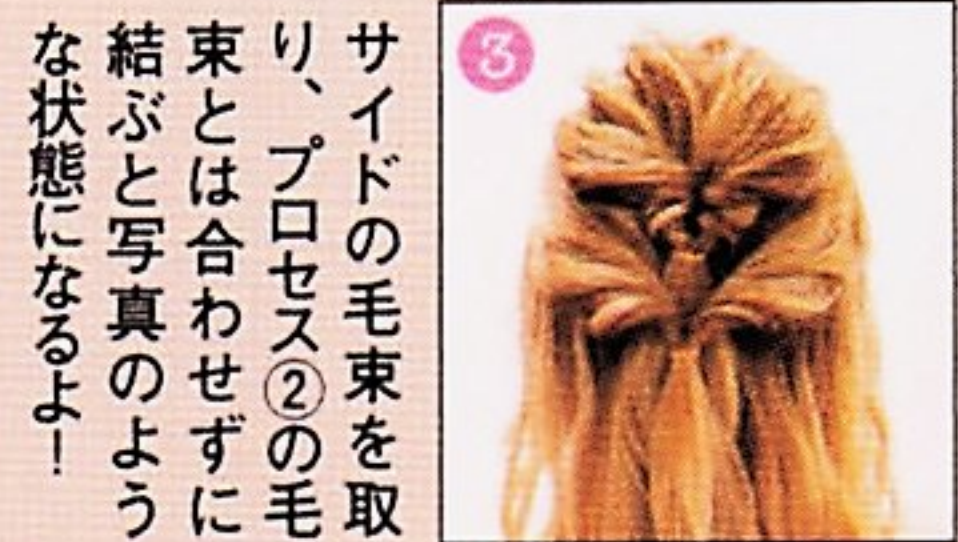 サイドの毛束を取
り、プロセス②の毛
束とは合わせずに
結ぶと写真のよう
な状態になるよ!
3